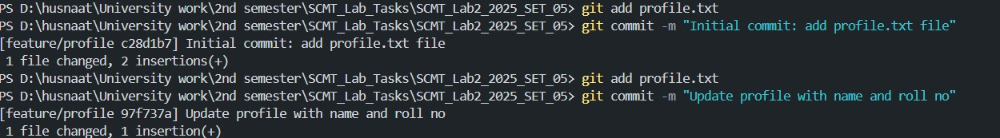 PS D:\husnaat\University work\2nd semester\SCMT_Lab_Tasks\SCMT_Lab2_2025_SET_05> git add profile.txt
PS D:\husnaat\University work\2nd semester\SCMT_Lab_Tasks\SCMT_Lab2_2025_SET_05> git commit -m "Initial commit: add profile.txt file"
[feature/profile c28d1b7] Initial commit: add profile.txt file
 1 file changed, 2 insertions(+)
PS D:\husnaat\University work\2nd semester\SCMT_Lab_Tasks\SCMT_Lab2_2025_SET_05> git add profile.txt
PS D:\husnaat\University work\2nd semester\SCMT_Lab_Tasks\SCMT_Lab2_2025_SET_05> git commit -m "Update profile with name and roll no"
[feature/profile 97f737a] Update profile with name and roll no
 1 file changed, 1 insertion(+)